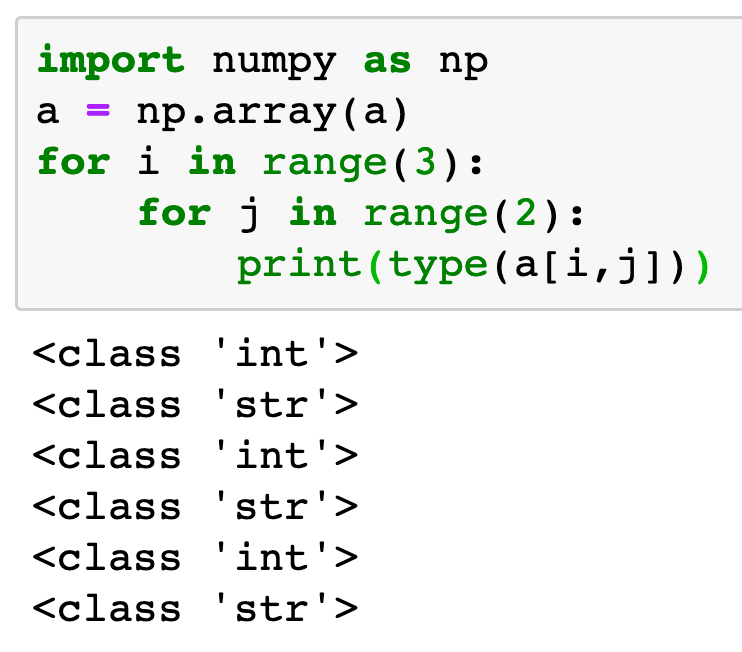 import numpy as np
a = np.array(a)
for i in range(3):
    for j in range(2):
        print(type(a[i,j]))
<class 'int'>
<class 'str'>
<class 'int'>
<class 'str'>
<class 'int'>
<class 'str'>